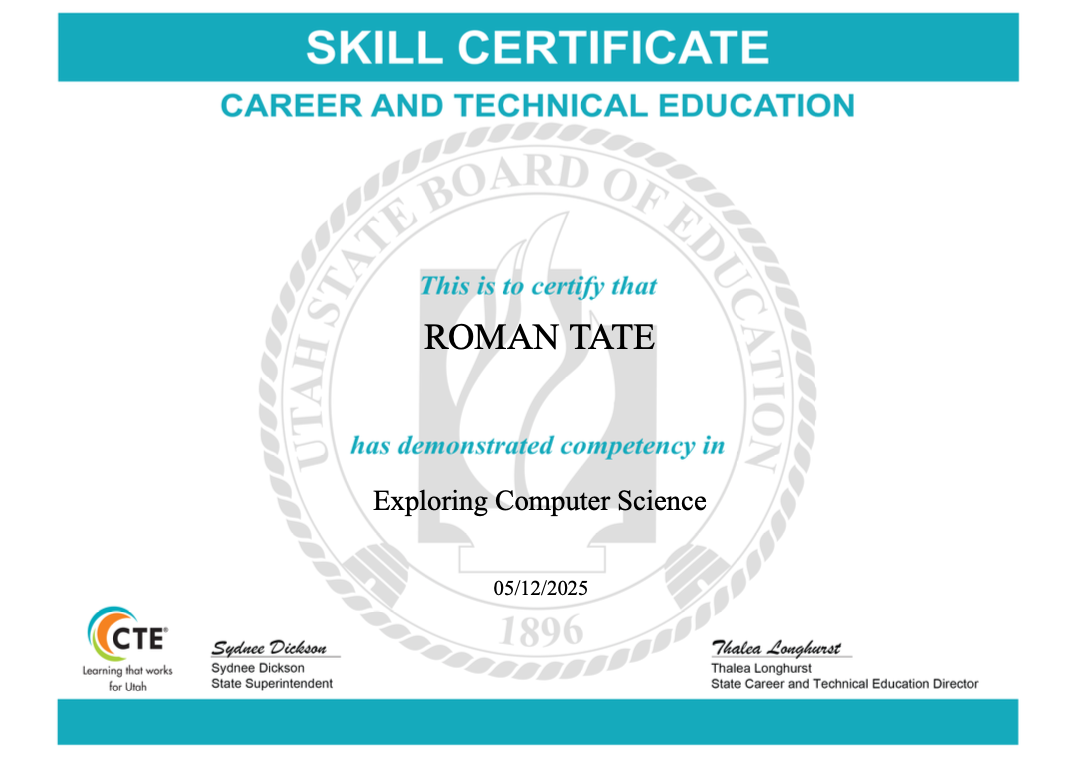 SKILL CERTIFICATE
CAREER AND TECHNICAL EDUCATION
UTAH STATE BOARD OF EDUCATION
This is to certify that
ROMAN TATE
has demonstrated competency in
Exploring Computer Science
05/12/2025
1896
CTE®
Learning that works
for Utah
Sydnee Dickson
Sydnee Dickson
State Superintendent
Thalea Longhurst
Thalea Longhurst
State Career and Technical Education Director